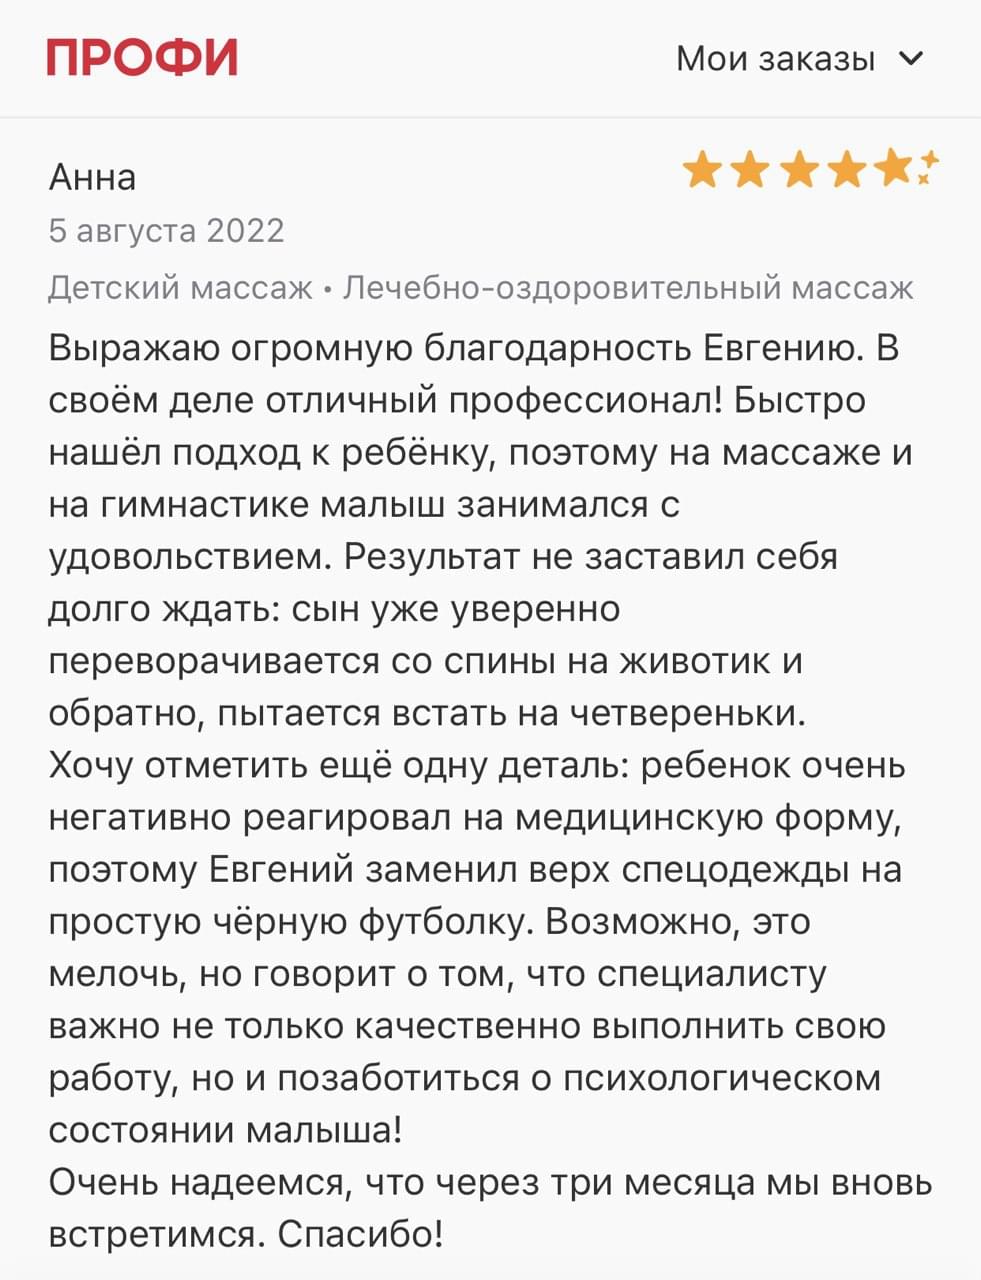 ПРОФИ
Мои заказы
Анна
5 августа 2022
Детский массаж • Лечебно-оздоровительный массаж
Выражаю огромную благодарность Евгению. В
своём деле отличный профессионал! Быстро
нашёл подход к ребёнку, поэтому на массаже и
на гимнастике малыш занимался с
удовольствием. Результат не заставил себя
долго ждать: сын уже уверенно
переворачивается со спины на животик и
обратно, пытается встать на четвереньки.
Хочу отметить ещё одну деталь: ребенок очень
негативно реагировал на медицинскую форму,
поэтому Евгений заменил верх спецодежды на
простую чёрную футболку. Возможно, это
мелочь, но говорит о том, что специалисту
важно не только качественно выполнить свою
работу, но и позаботиться о психологическом
состоянии малыша!
Очень надеемся, что через три месяца мы вновь
встретимся. Спасибо!